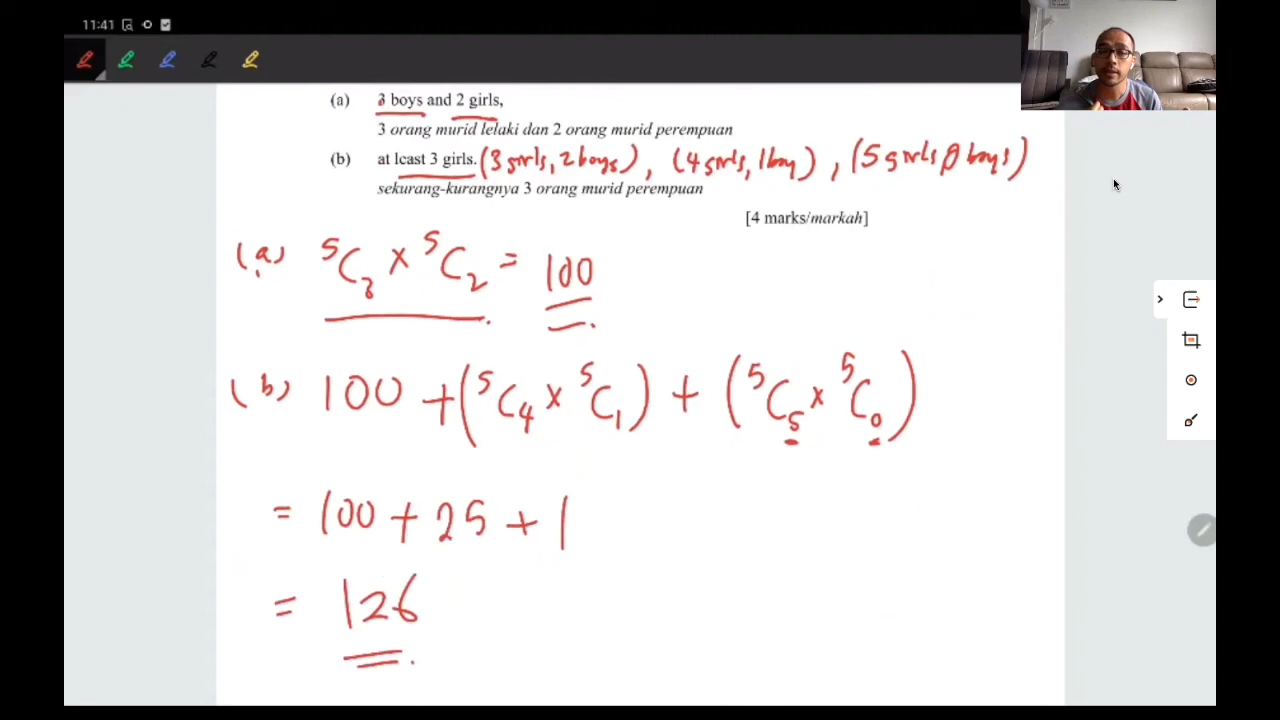 11:41
(a) 3 boys and 2 girls,
3 orang murid lelaki dan 2 orang murid perempuan
(b) at least 3 girls. (3 girls, 2 boys), (4 girls, 1 boy), (5 girls 0 boys)
sekurang-kurangnya 3 orang murid perempuan
[4 marks/markah]
(a) ⁵C₃ × ⁵C₂ = 100
(b) 100 + (⁵C₄ × ⁵C₁) + (⁵C₅ × ⁵C₀)
= 100 + 25 + 1
= 126